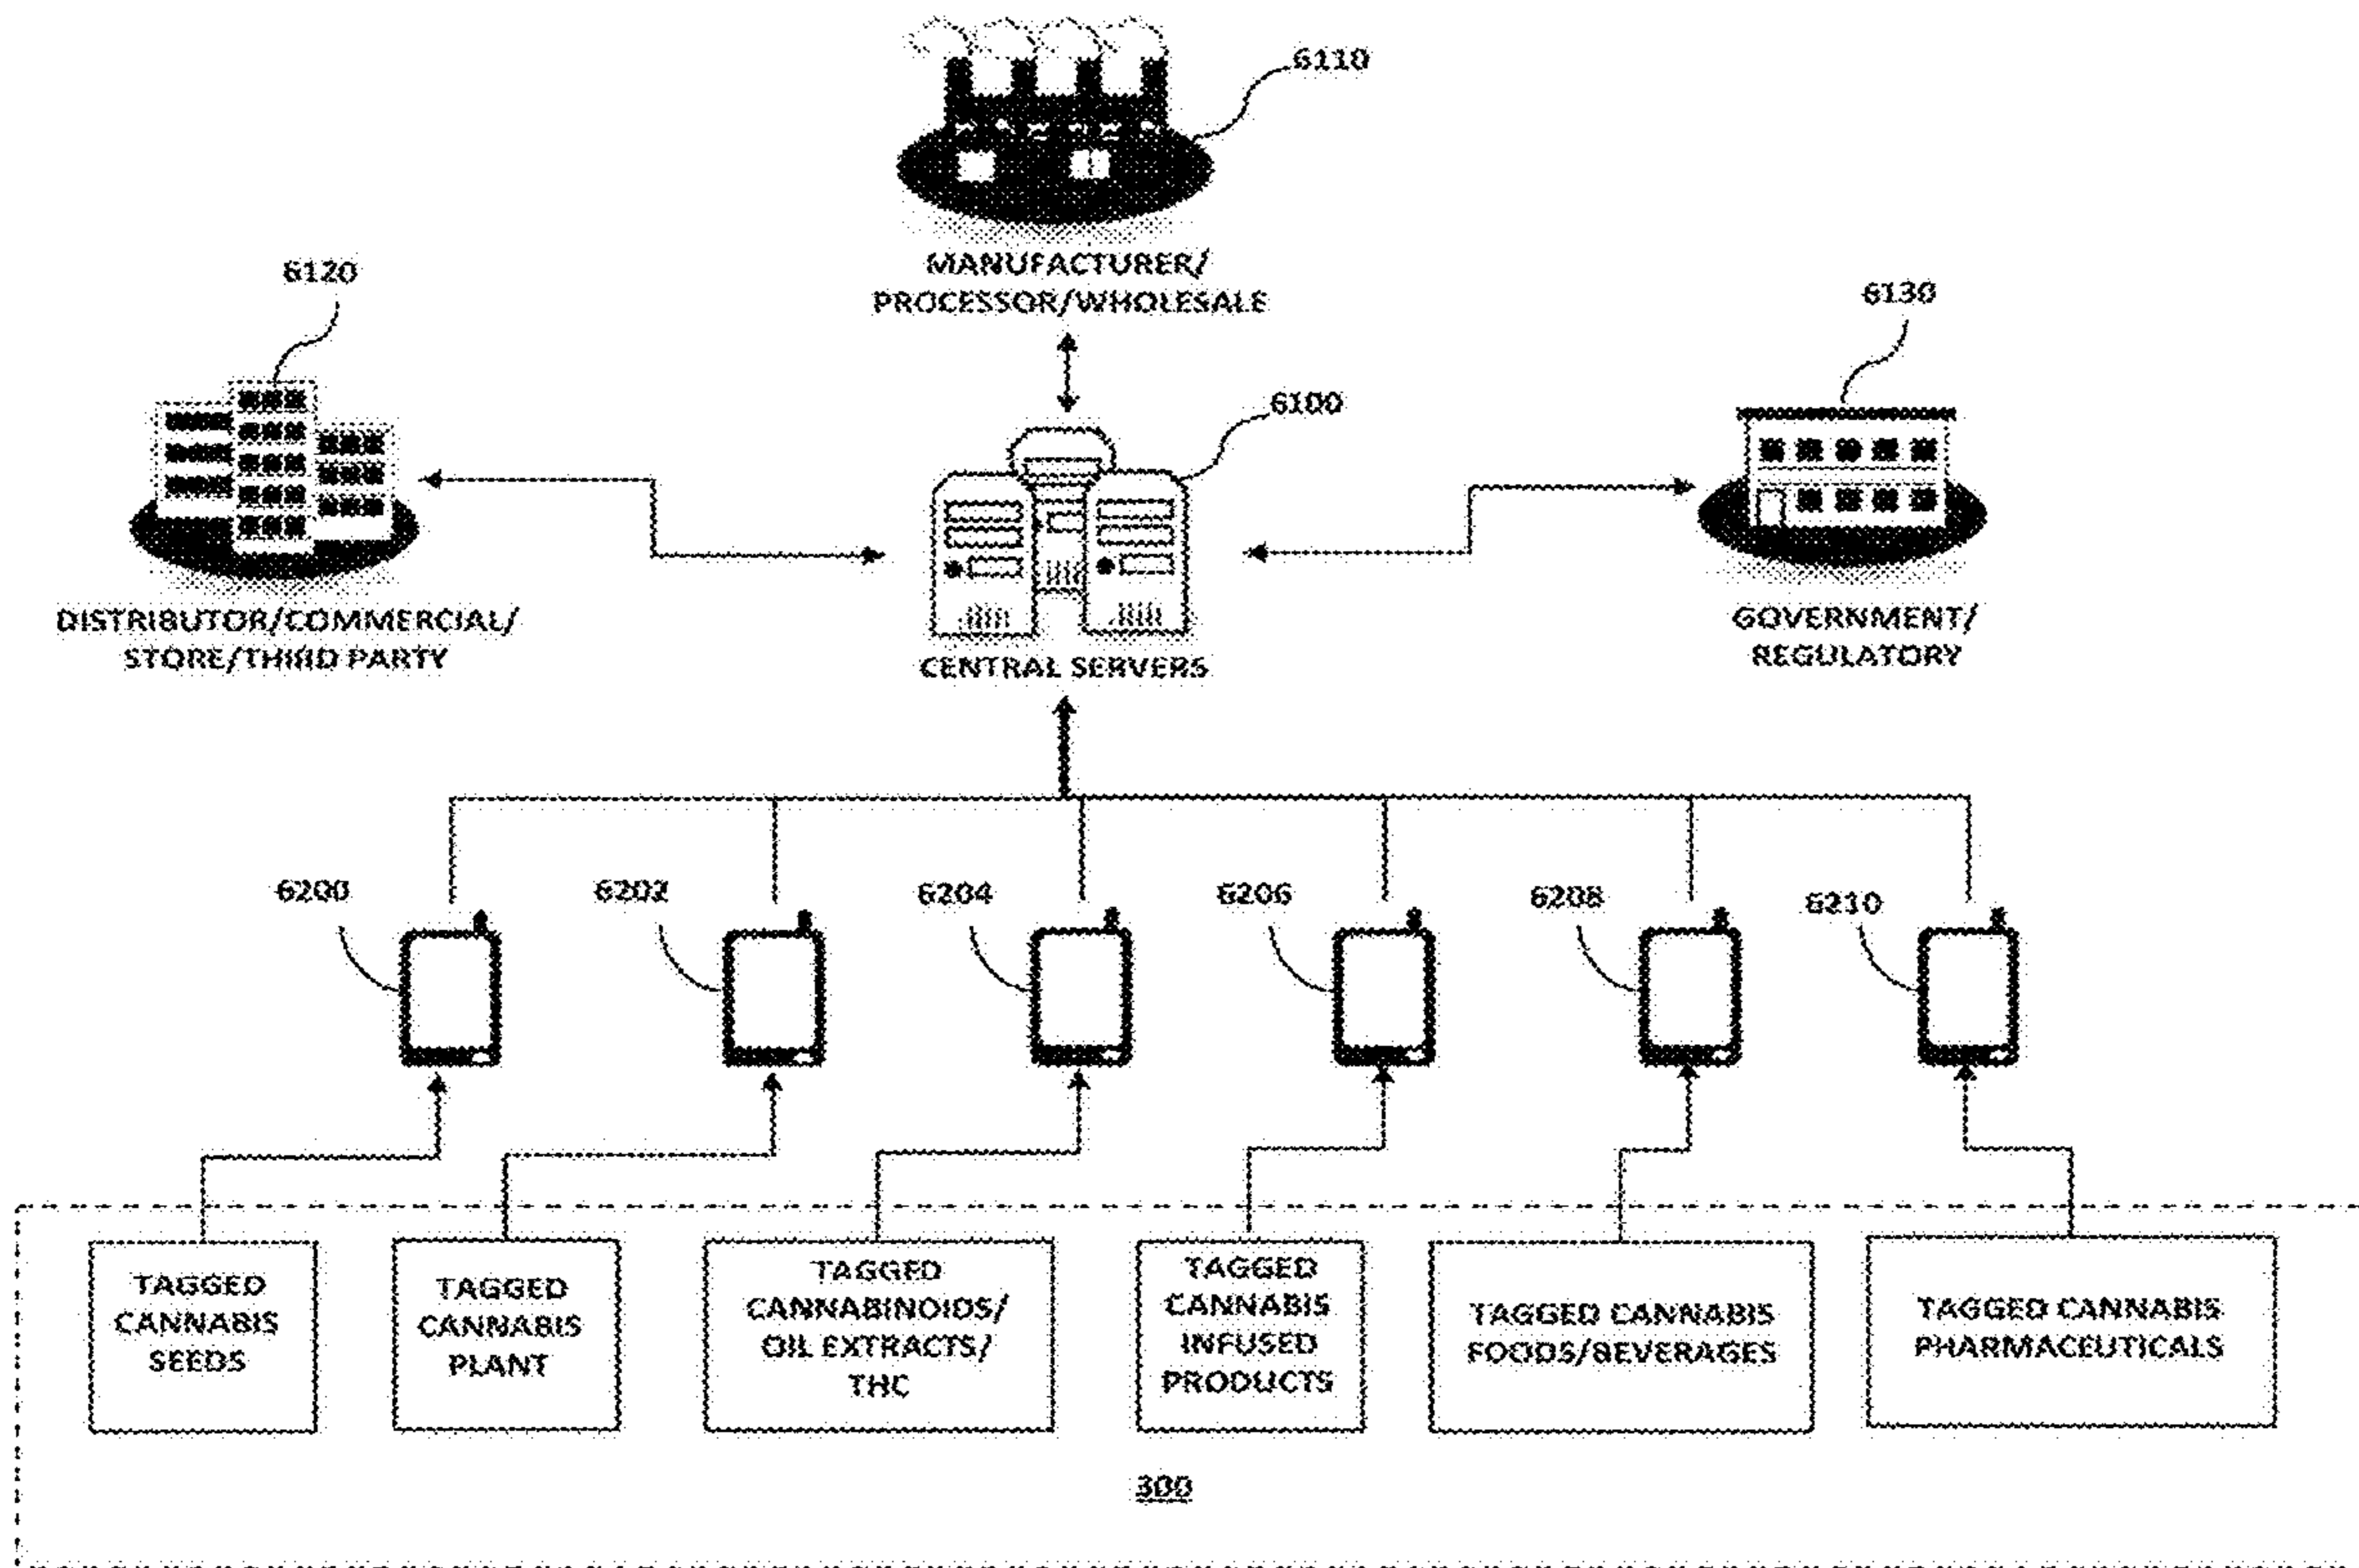 6110
MANUFACTURER/
PROCESSOR/WHOLESALE
6120
6130
6100
DISTRIBUTOR/COMMERCIAL/
STORE/THIRD PARTY
CENTRAL SERVERS
GOVERNMENT/
REGULATORY
6200
6202
6204
6206
6208
6210
TAGGED
CANNABIS
SEEDS
TAGGED
CANNABIS
PLANT
TAGGED
CANNABINOIDS/
OIL EXTRACTS/
THC
TAGGED
CANNABIS
INFUSED
PRODUCTS
TAGGED CANNABIS
FOODS/BEVERAGES
TAGGED CANNABIS
PHARMACEUTICALS
300